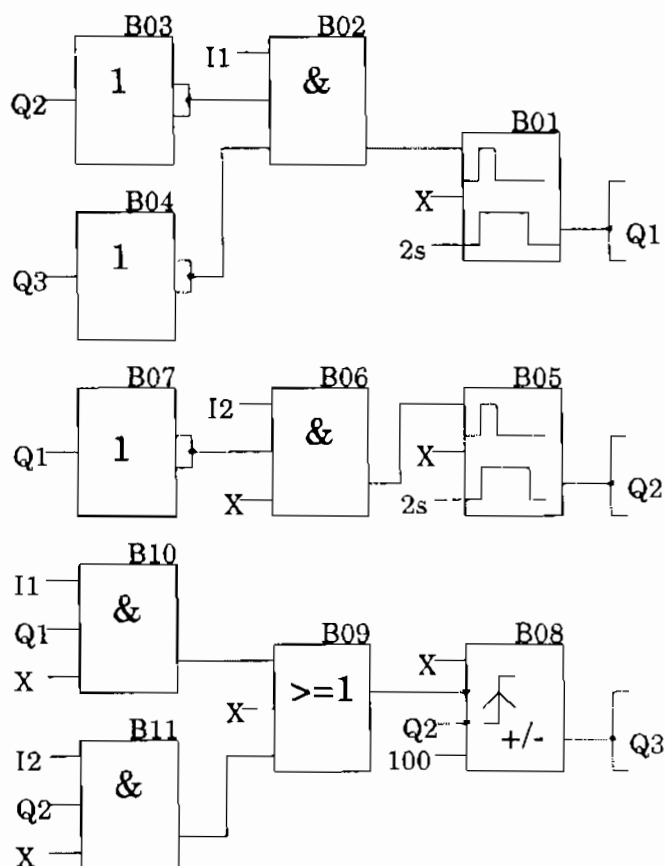 B03
B02
I1
1
&
Q2
B01
B04
X
1
2s
Q1
Q3
B07
B06
B05
I2
1
&
Q1
X
X
2s
Q2
B10
I1
&
Q1
B09
B08
X
X
>=1
X
B11
Q2
+/-
I2
100
Q3
&
Q2
X